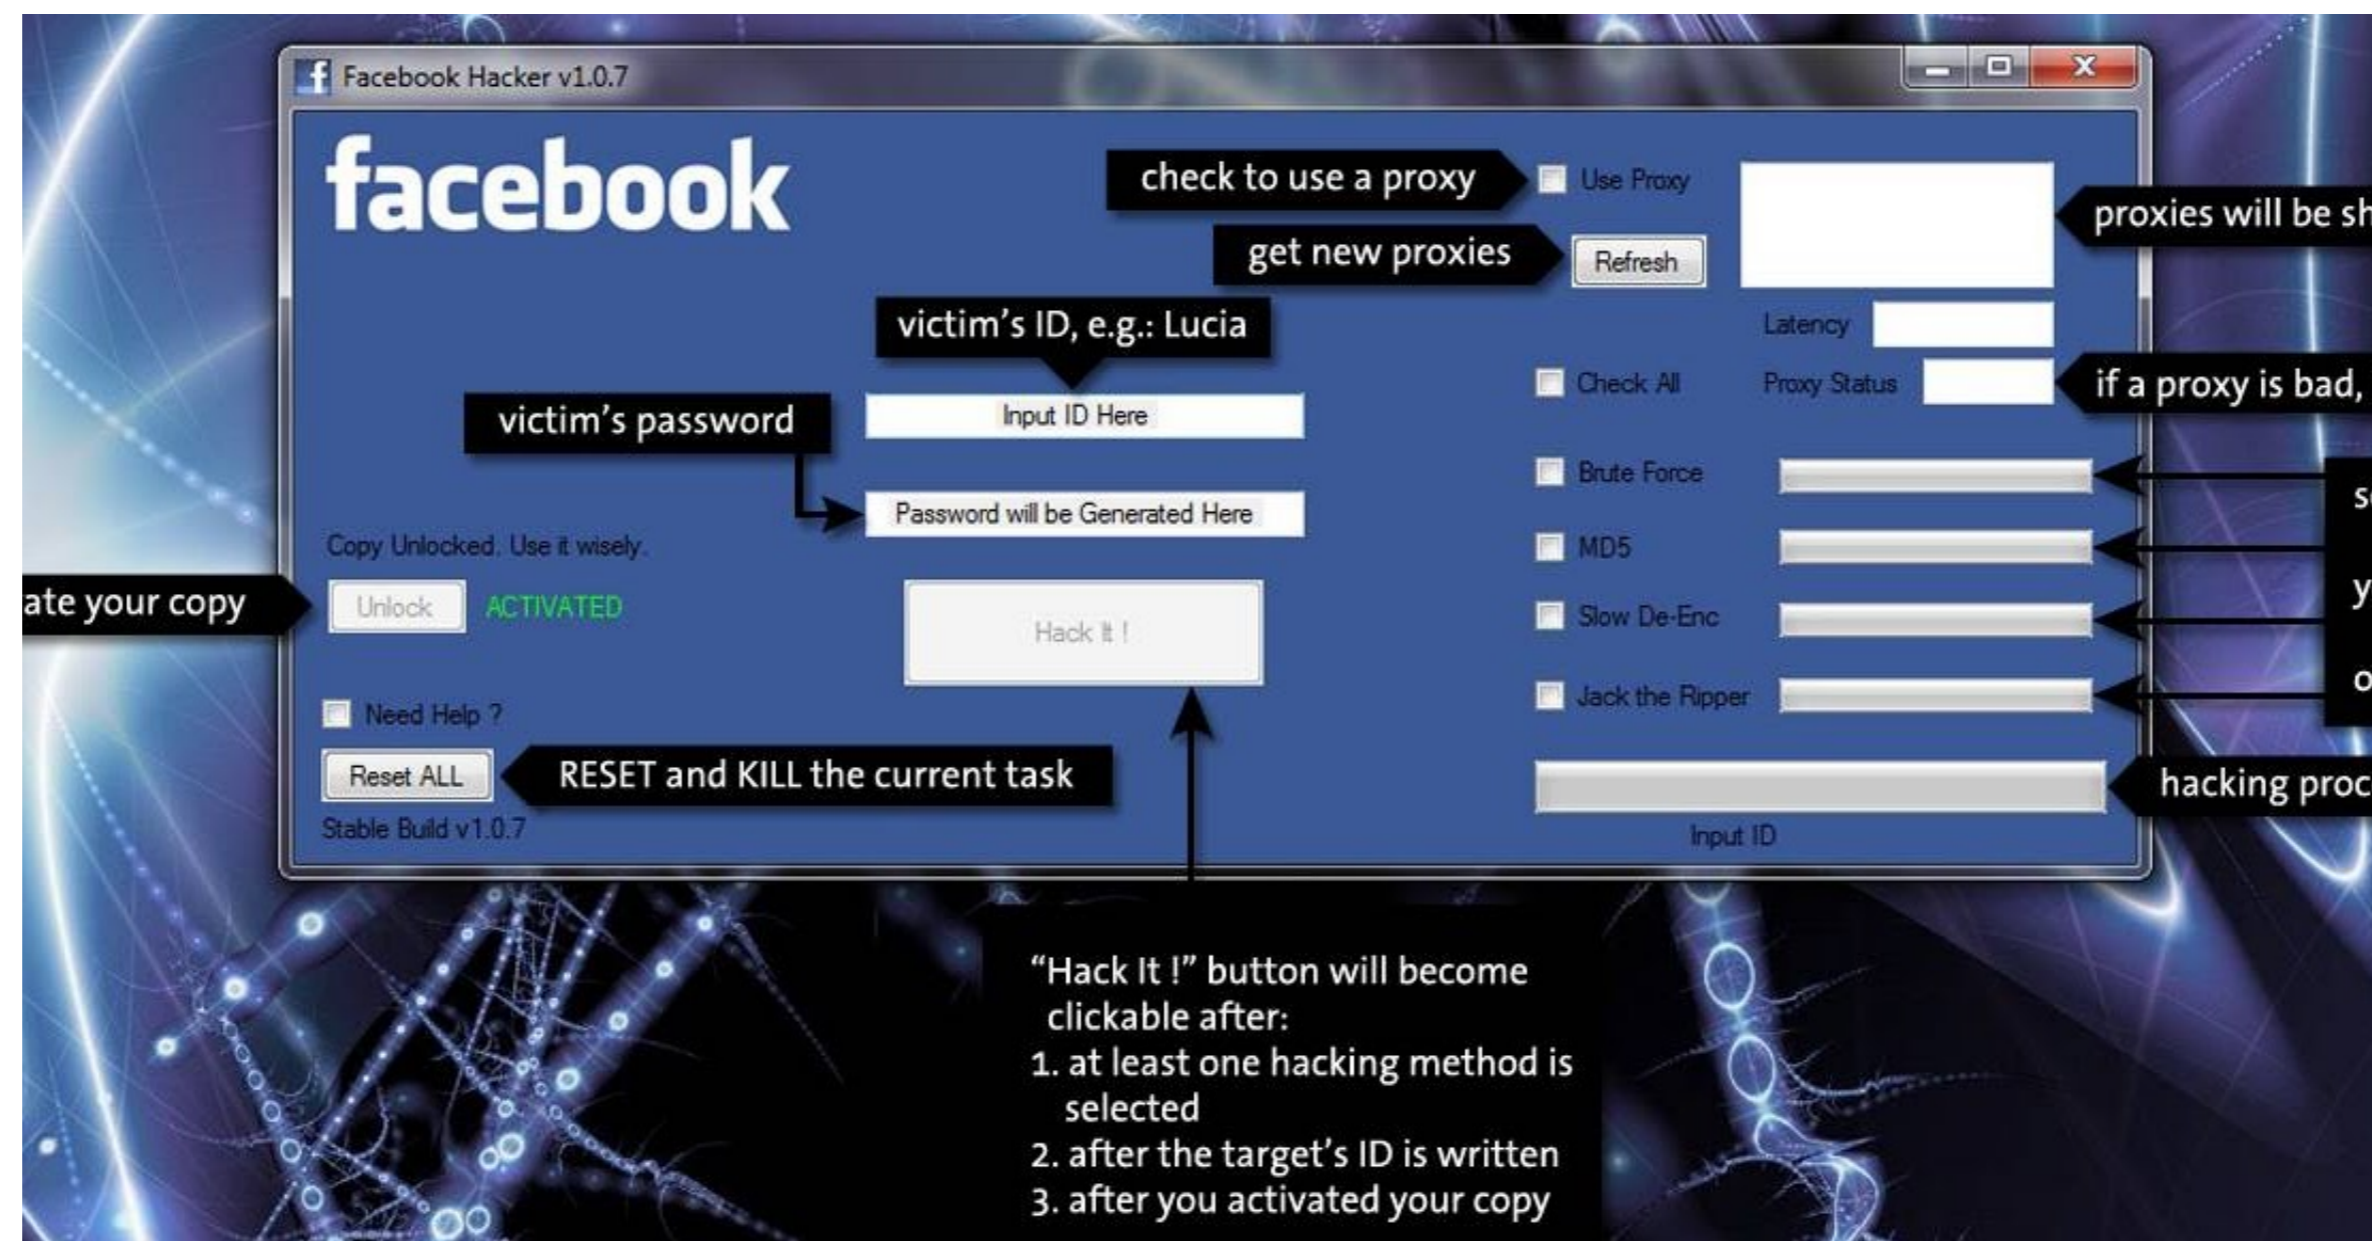 Facebook Hacker v1.0.7
facebook
check to use a proxy
Use Proxy
proxies will be
get new proxies
Refresh
victim's ID, e.g.: Lucia
Latency
Check All
Proxy Status
if a proxy is bad,
victim's password
Input ID Here
Brute Force
Password will be Generated Here
Copy Unlocked. Use it wisely.
MD5
your copy
Unlock
ACTIVATED
Hack It !
Slow De-Enc
Jack the Ripper
Need Help ?
Reset ALL
RESET and KILL the current task
hacking
Stable Build v1.0.7
Input ID
“Hack It !” button will become
clickable after:
1. at least one hacking method is
selected
2. after the target's ID is written
3. after you activated your copy